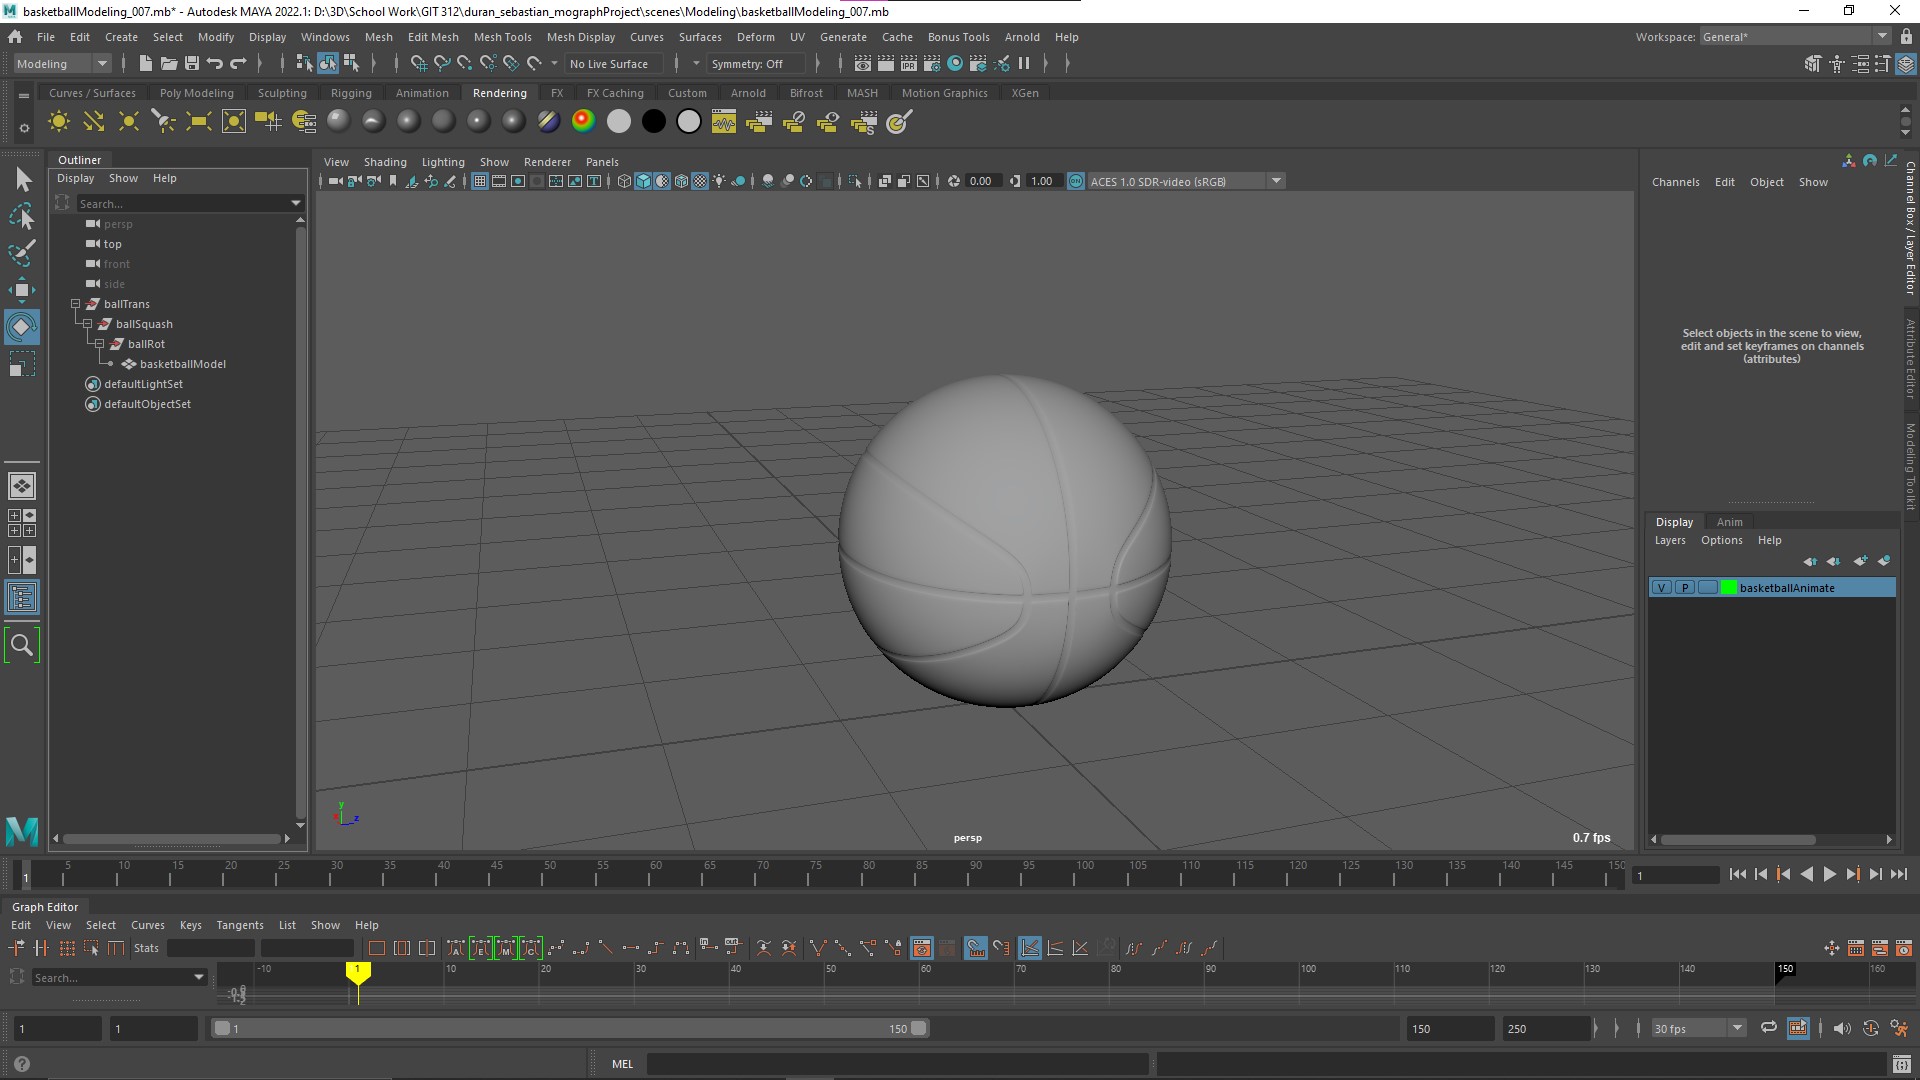 basketballModeling_007.mb* - Autodesk MAYA 2022.1: D:\3D\School Work\GIT 312\duran_sebastian_mographProject\scenes\Modeling\basketballModeling_007.mb
File Edit Create Select Modify Display Windows Mesh Edit Mesh Mesh Tools Mesh Display Curves Surfaces Deform UV Generate Cache Bonus Tools Arnold Help Workspace: General*
Modeling No Live Surface Symmetry: Off
Curves / Surfaces Poly Modeling Sculpting Rigging Animation Rendering FX FX Caching Custom Arnold Bifrost MASH Motion Graphics XGen
Outliner
Display Show Help
Search...
persp
top
front
side
ballTrans
ballSquash
ballRot
basketballModel
defaultLightSet
defaultObjectSet
View Shading Lighting Show Renderer Panels
0.00 1.00 ACES 1.0 SDR-video (sRGB)
y
z
persp
0.7 fps
Channels Edit Object Show
Select objects in the scene to view,
edit and set keyframes on channels
(attributes)
Channel Box / Layer Editor
Attribute Editor
Modeling Toolkit
Display Anim
Layers Options Help
V P basketballAnimate
1 5 10 15 20 25 30 35 40 45 50 55 60 65 70 75 80 85 90 95 100 105 110 115 120 125 130 135 140 145 150 1
Graph Editor
Edit View Select Curves Keys Tangents List Show Help
Stats
Search...
-10 1 10 20 30 40 50 60 70 80 90 100 110 120 130 140 150 160
1 1 1 150 150 250 30 fps
MEL